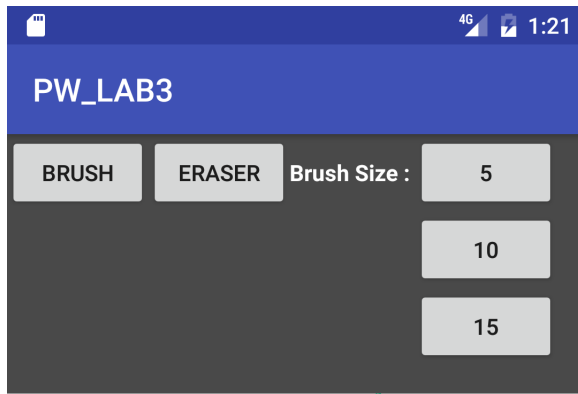 4G 1:21
PW_LAB3
BRUSH ERASER Brush Size : 5
10
15